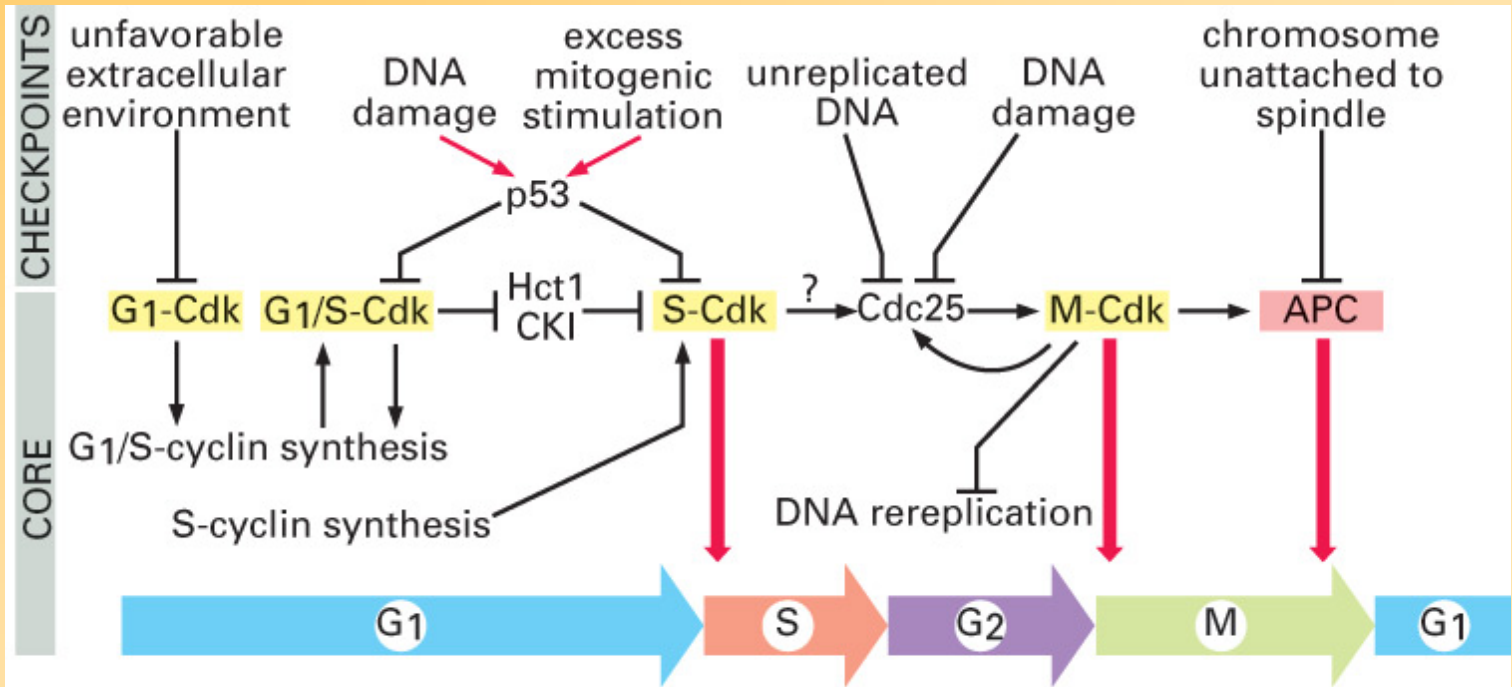 CHECKPOINTS
unfavorable
extracellular
environment
DNA
damage
excess
mitogenic
stimulation
unreplicated
DNA
DNA
damage
chromosome
unattached to
spindle
p53
CORE
G1-Cdk
G1/S-Cdk
Hct1
CKI
S-Cdk
?
Cdc25
M-Cdk
APC
G1/S-cyclin synthesis
S-cyclin synthesis
DNA rereplication
G1
S
G2
M
G1